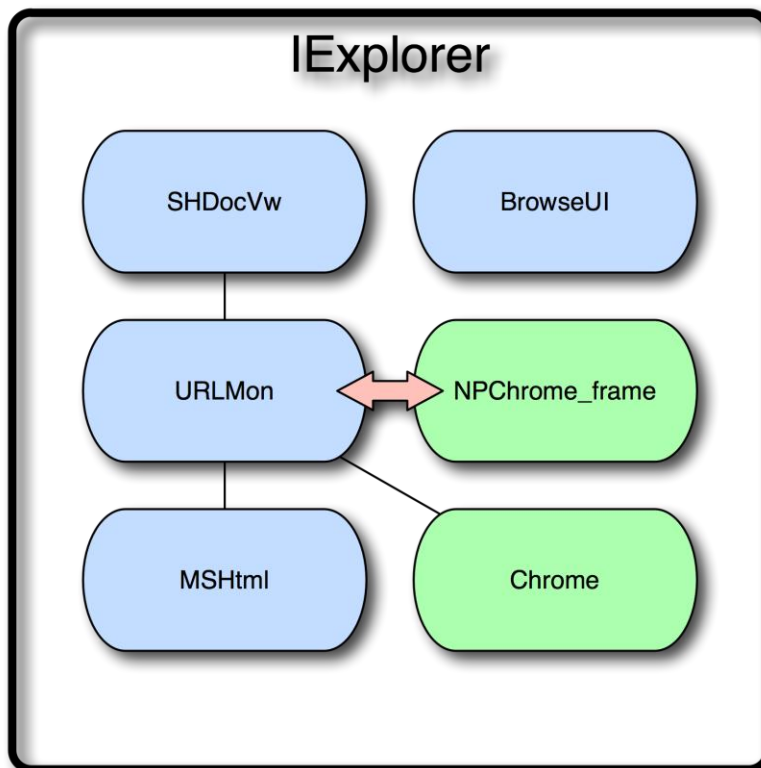 IExplorer
SHDocVw
BrowseUI
URLMon
NPChrome_frame
MSHtml
Chrome